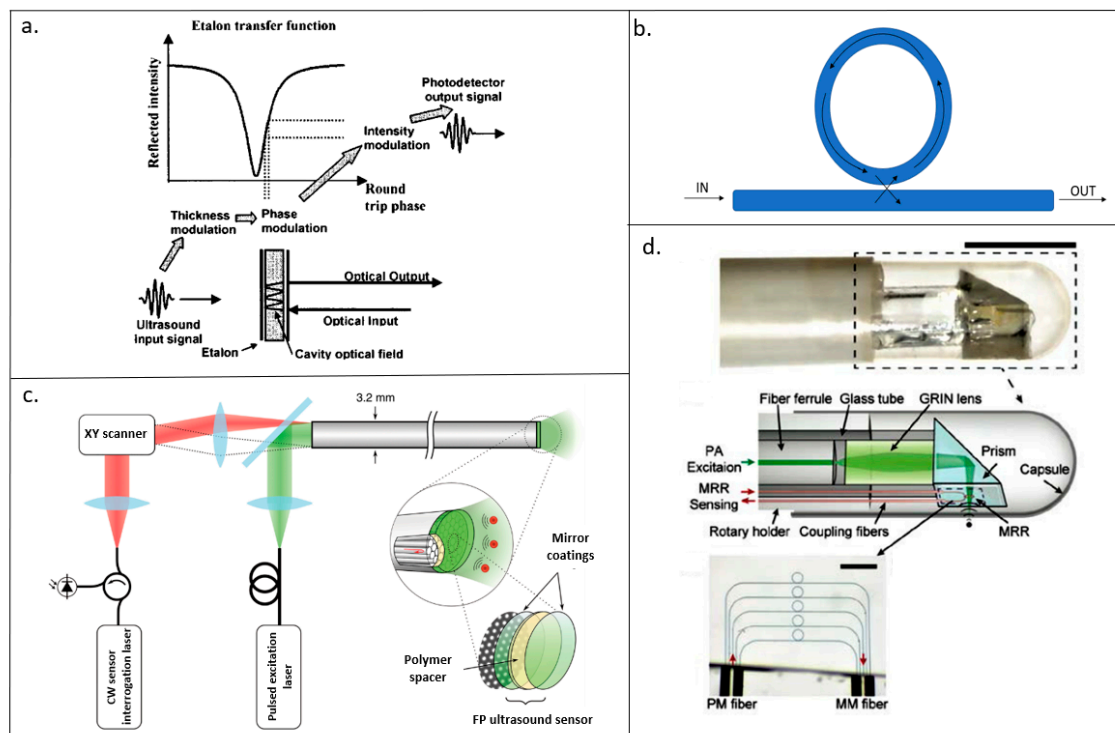 a.
Etalon transfer function
Reflected intensity
Photodetector
output signal
Intensity
modulation
Round
trip phase
Thickness
modulation
Phase
modulation
Ultrasound
input signal
Optical Output
Optical Input
Etalon
Cavity optical field
b.
IN
OUT
c.
XY scanner
3.2 mm
CW sensor
interrogation laser
Pulsed excitation
laser
Mirror
coatings
Polymer
spacer
FP ultrasound sensor
d.
Fiber ferrule
Glass tube
GRIN lens
PA
Excitaion
Prism
Capsule
MRR
Sensing
Rotary holder
Coupling fibers
MRR
PM fiber
MM fiber